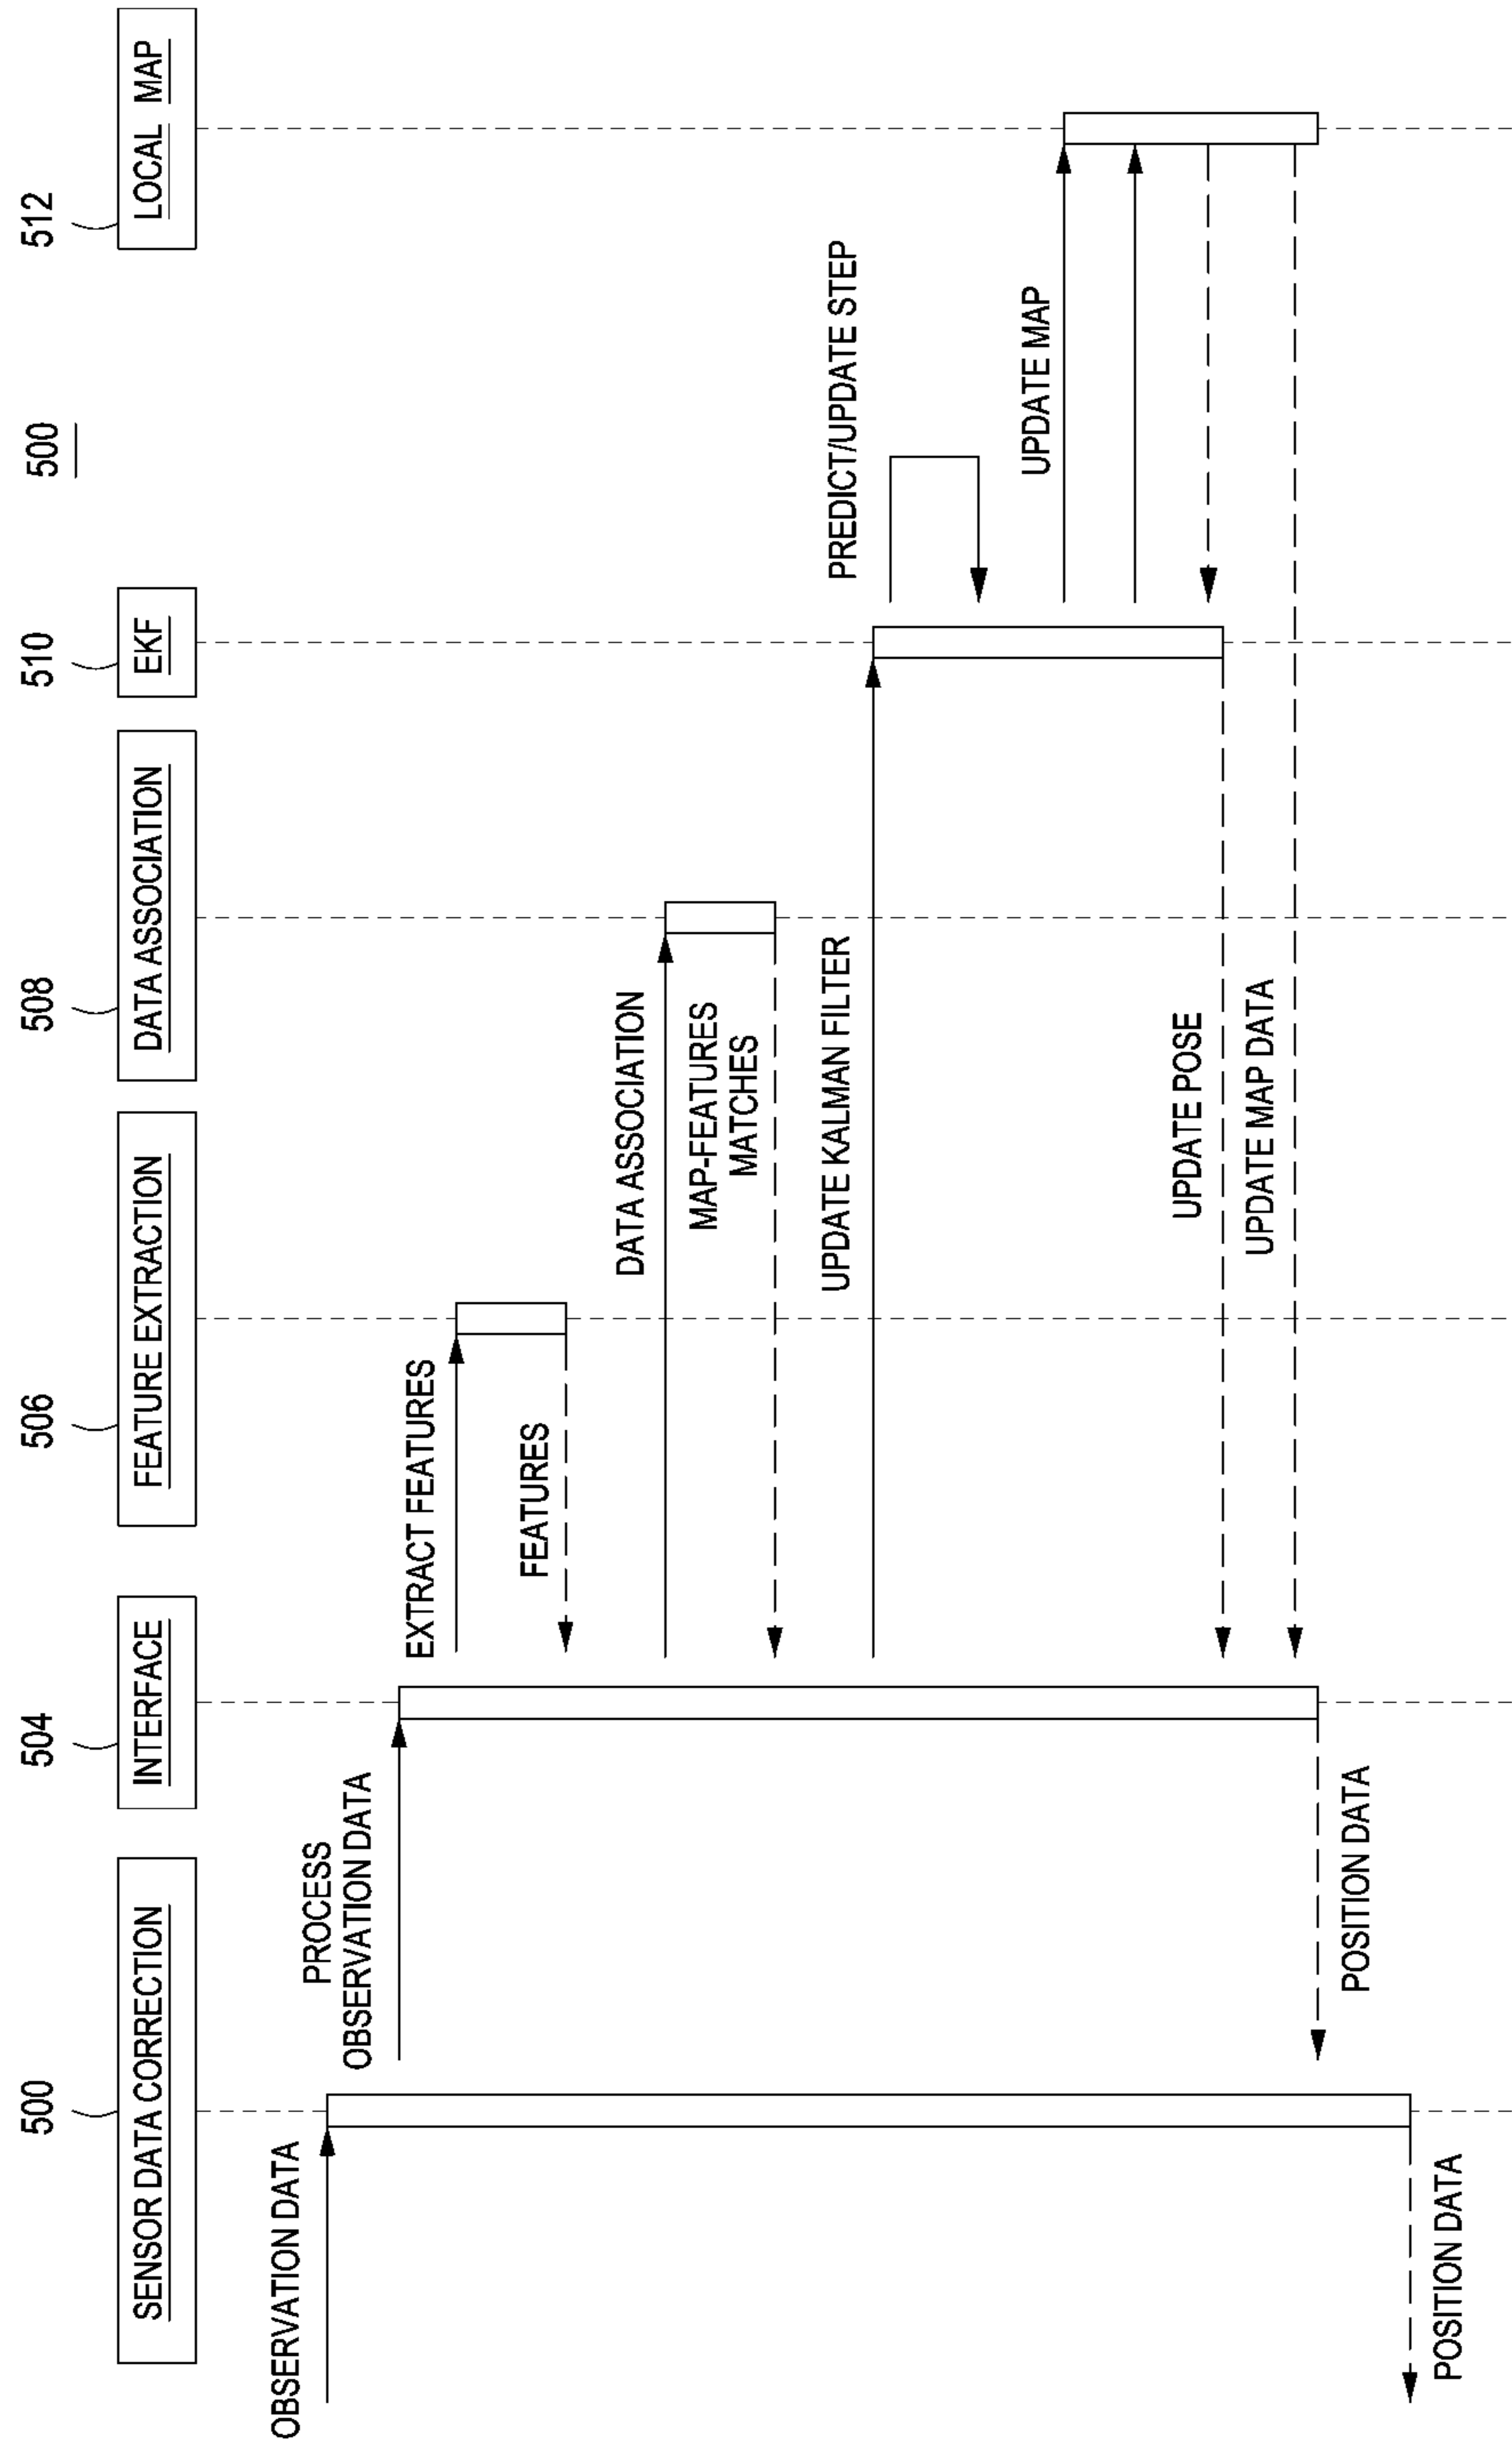 500
500
504
506
508
510
512
SENSOR DATA CORRECTION
INTERFACE
FEATURE EXTRACTION
DATA ASSOCIATION
EKF
LOCAL MAP
OBSERVATION DATA
PROCESS
OBSERVATION DATA
EXTRACT FEATURES
FEATURES
DATA ASSOCIATION
MAP-FEATURES
MATCHES
UPDATE KALMAN FILTER
PREDICT/UPDATE STEP
UPDATE MAP
UPDATE POSE
UPDATE MAP DATA
POSITION DATA
POSITION DATA